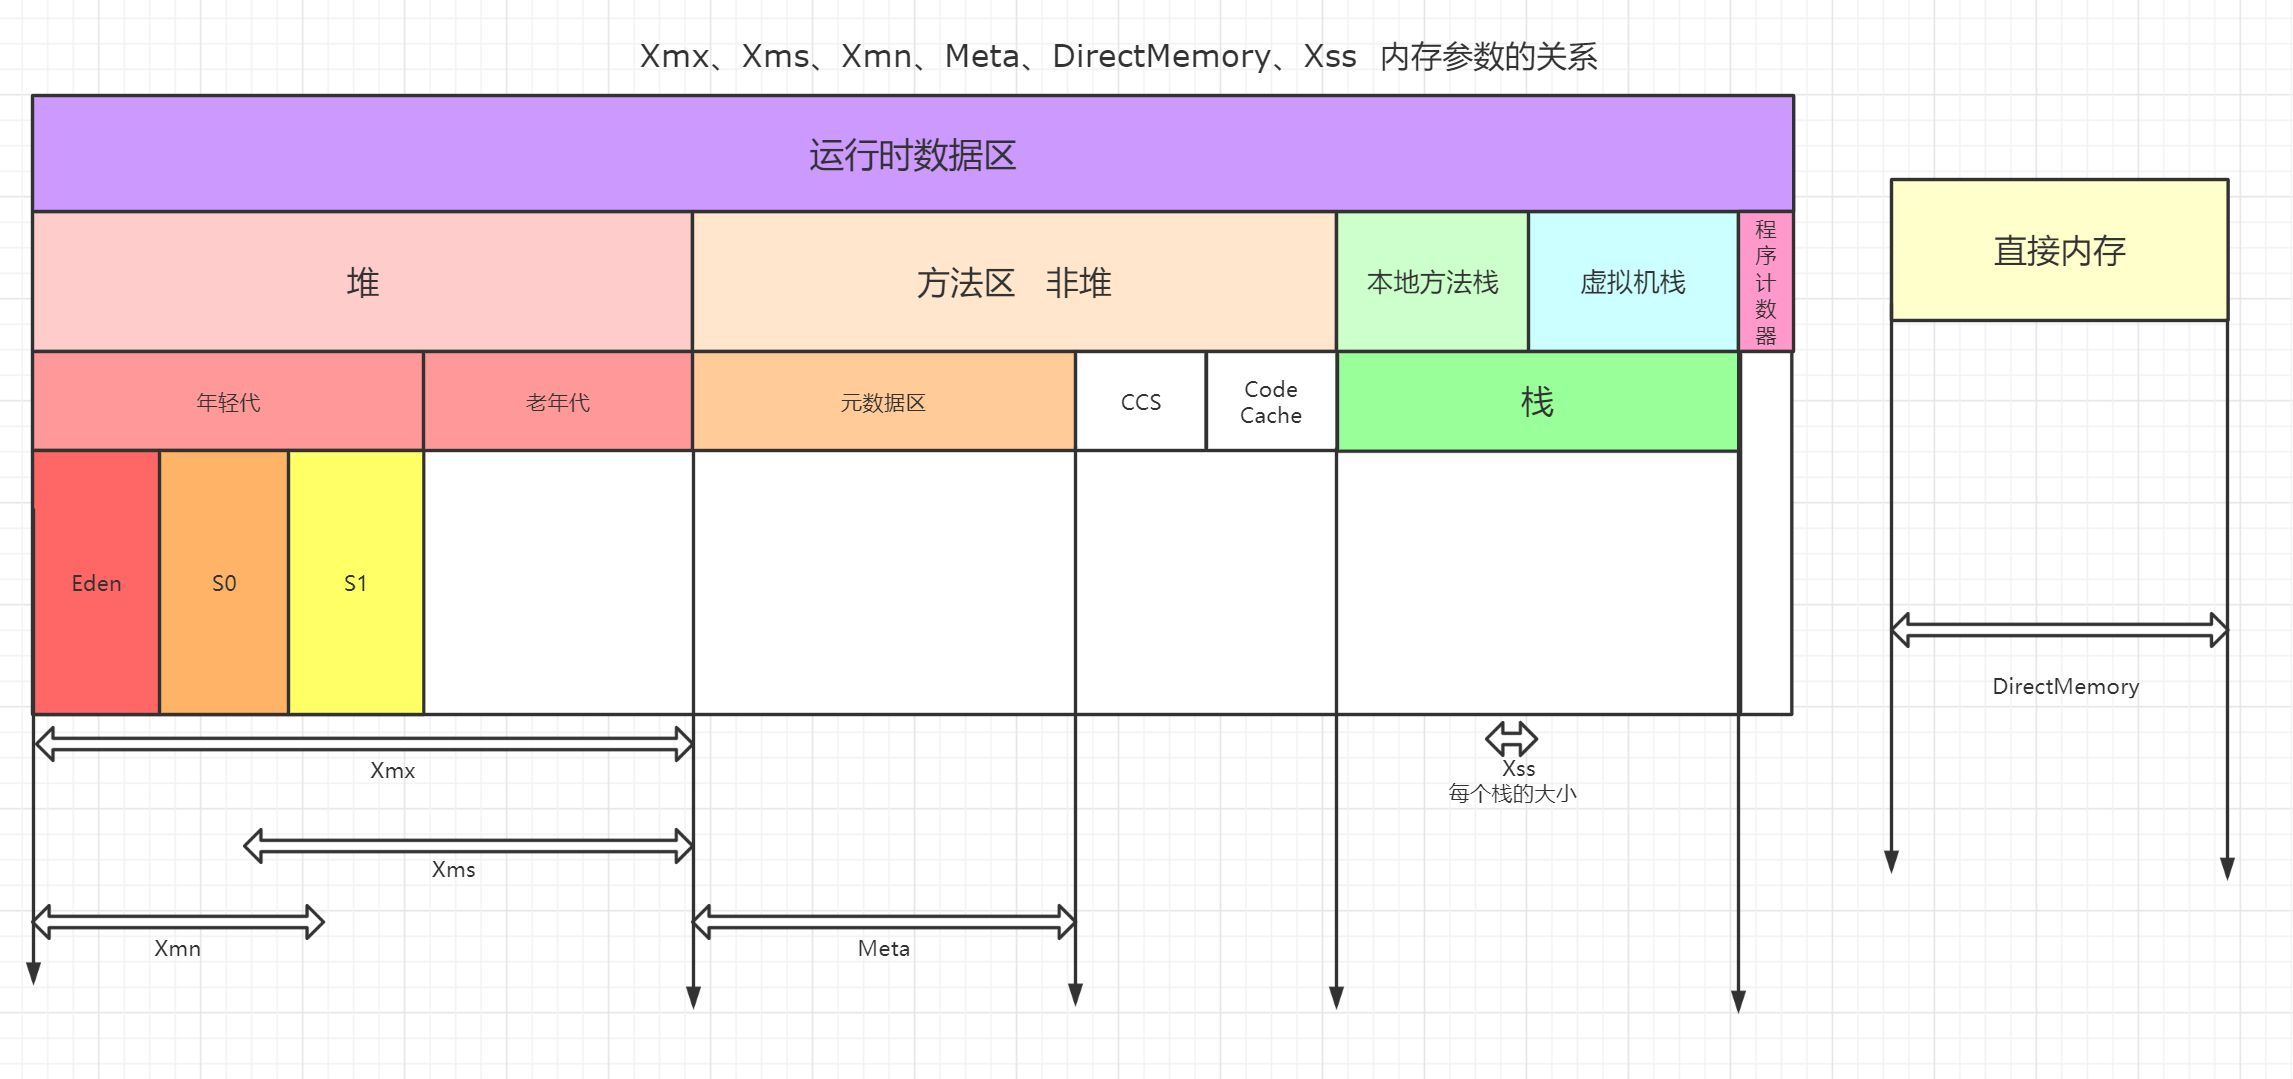 Xmx、Xms、Xmn、Meta、DirectMemory、Xss 内存参数的关系
运行时数据区
堆
方法区 非堆
本地方法栈
虚拟机栈
程
序
计
数
器
直接内存
年轻代
老年代
元数据区
CCS
Code
Cache
栈
Eden
S0
S1
DirectMemory
Xmx
Xss
每个栈的大小
Xms
Xmn
Meta